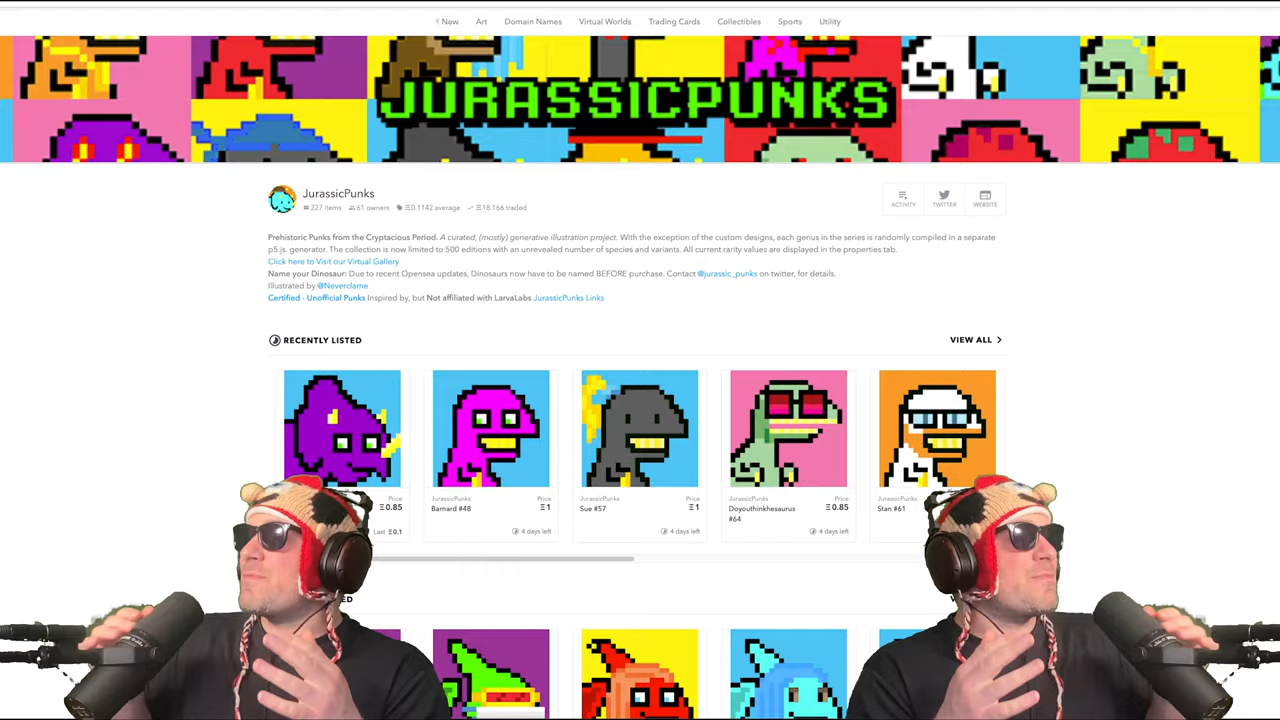 New Art Domain Names Virtual Worlds Trading Cards Collectibles Sports Utility
JURASSICPUNKS
JurassicPunks
227 items 61 owners Ξ0.1142 average Ξ18.166 traded
ACTIVITY TWITTER WEBSITE
Prehistoric Punks from the Cryptacious Period. A curated, (mostly) generative illustration project. With the exception of the custom designs, each genus in the series is randomly compiled in a separate
p5.js. generator. The collection is now limited to 500 editions with an unrevealed number of species and variants. All current rarity values are displayed in the properties tab.
Click here to Visit our Virtual Gallery
Name your Dinosaur: Due to recent Opensea updates, Dinosaurs now have to be named BEFORE purchase. Contact @jurassic_punks on twitter, for details.
Illustrated by @Neverclame
Certified - Unofficial Punks Inspired by, but Not affiliated with LarvaLabs JurassicPunks Links
RECENTLY LISTED VIEW ALL
Price
Ξ0.85
Last Ξ0.1
JurassicPunks Price
Barnard #48 Ξ1
4 days left
JurassicPunks Price
Sue #57 Ξ1
4 days left
JurassicPunks Price
Doyouthinkhesaurus Ξ0.85
#64
4 days left
JurassicPunks
Stan #61